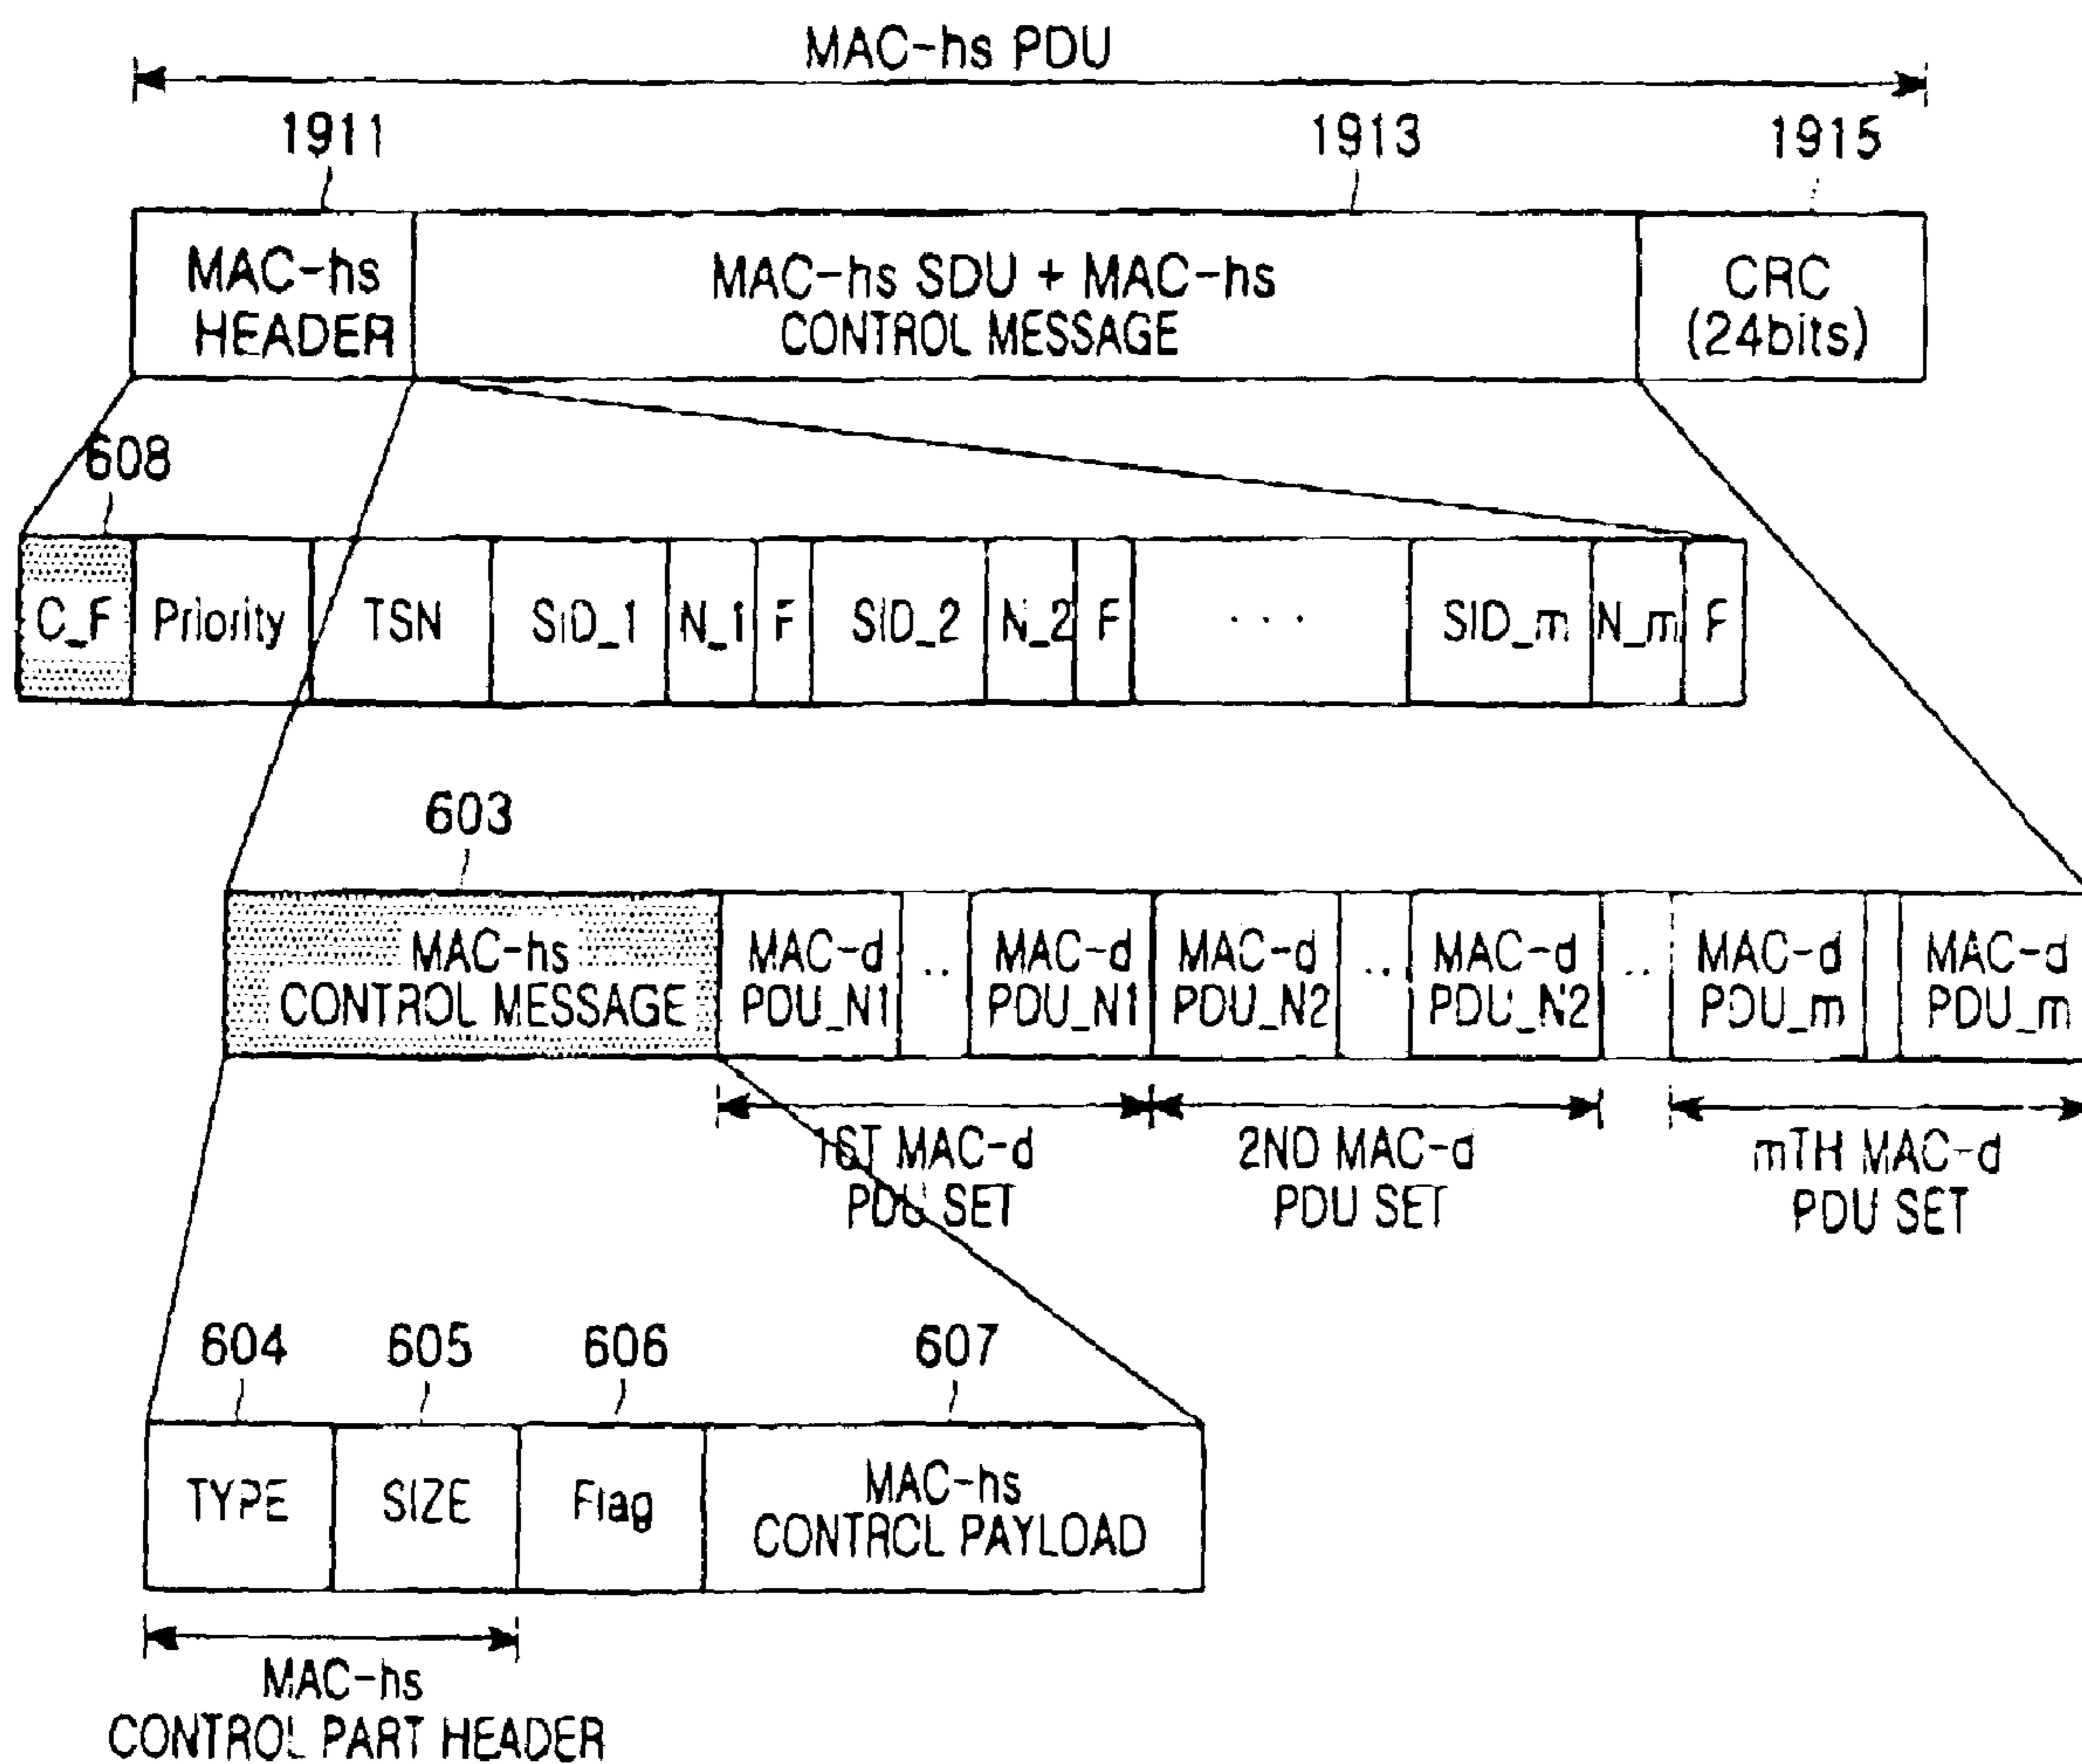 MAC-hs PDU
1911 1913 1915
MAC-hs HEADER
MAC-hs SDU + MAC-hs CONTROL MESSAGE
CRC (24bits)
608
C_F Priority TSN SID_1 N_1 F SID_2 N_2 F ... SID_m N_m F
603
MAC-hs CONTROL MESSAGE
MAC-d PDU_N1 .. MAC-d PDU_N1 MAC-d PDU_N2 ... MAC-d PDU_N2 .. MAC-d PDU_m MAC-d PDU_m
1ST MAC-d PDU SET
2ND MAC-d PDU SET
mTH MAC-d PDU SET
604 605 606 607
TYPE SIZE Flag
MAC-hs CONTROL PAYLOAD
MAC-hs
CONTROL PART HEADER